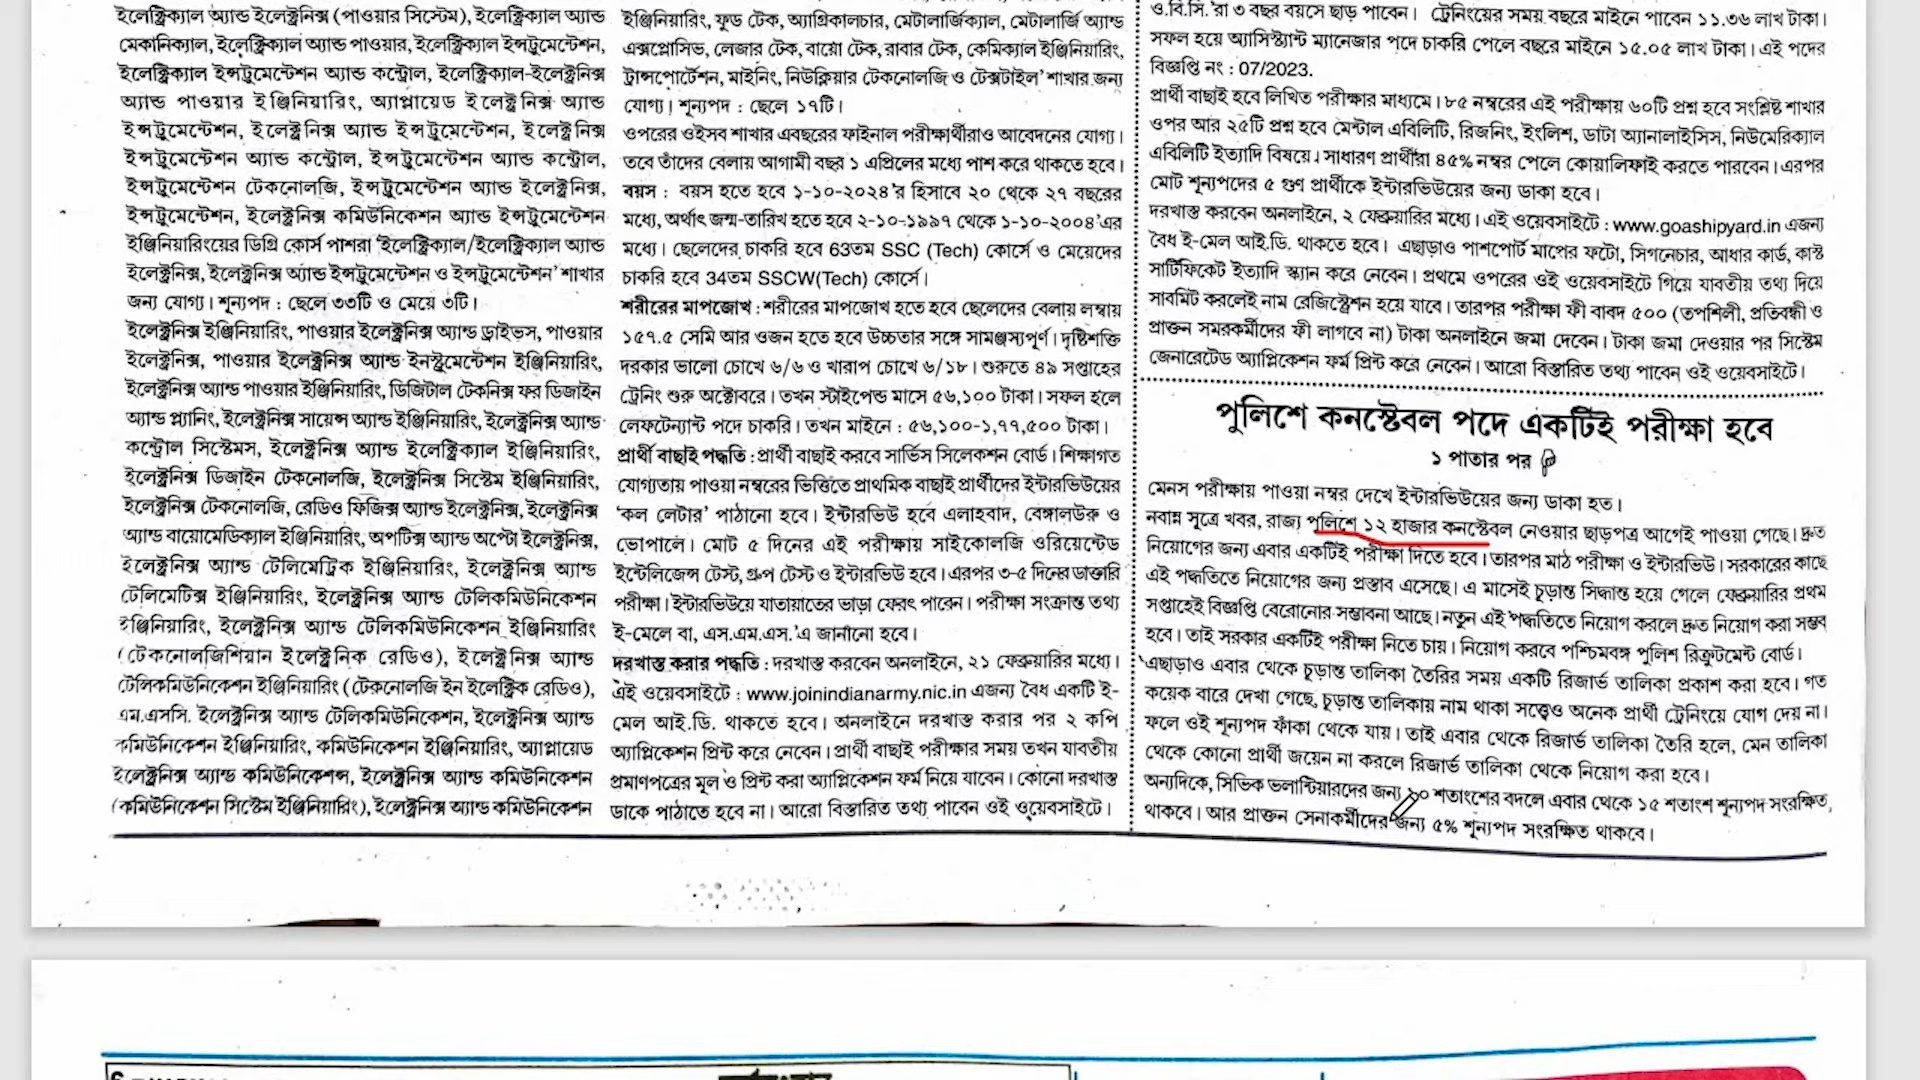 ইলেক্ট্রিক্যাল অ্যান্ড ইলেক্ট্রনিক্স (পাওয়ার সিস্টেম), ইলেক্ট্রিক্যাল অ্যান্ড
মেকানিক্যাল, ইলেক্ট্রিক্যাল অ্যান্ড পাওয়ার, ইলেক্ট্রিক্যাল ইন্সট্রুমেন্টেশন,
ইলেক্ট্রিক্যাল ইন্সট্রুমেন্টেশন অ্যান্ড কন্ট্রোল, ইলেক্ট্রিক্যাল-ইলেক্ট্রনিক্স
অ্যান্ড পাওয়ার ইঞ্জিনিয়ারিং, অ্যাপ্লায়েড ইলেক্ট্রনিক্স অ্যান্ড
ইন্সট্রুমেন্টেশন, ইলেক্ট্রনিক্স অ্যান্ড ইন্সট্রুমেন্টেশন, ইলেক্ট্রনিক্স
ইন্সট্রুমেন্টেশন অ্যান্ড কন্ট্রোল, ইন্সট্রুমেন্টেশন অ্যান্ড কন্ট্রোল,
ইন্সট্রুমেন্টেশন টেকনোলজি, ইন্সট্রুমেন্টেশন অ্যান্ড ইলেক্ট্রনিক্স,
ইন্সট্রুমেন্টেশন, ইলেক্ট্রনিক্স কমিউনিকেশন অ্যান্ড ইন্সট্রুমেন্টেশন
ইঞ্জিনিয়ারিংয়ের ডিগ্রি কোর্স পাশরা 'ইলেক্ট্রিক্যাল/ইলেক্ট্রিক্যাল অ্যান্ড
ইলেক্ট্রনিক্স, ইলেক্ট্রনিক্স অ্যান্ড ইন্সট্রুমেন্টেশন ও ইন্সট্রুমেন্টেশন' শাখার
জন্য যোগ্য। শূন্যপদ : ছেলে ৩৩টি ও মেয়ে ৩টি।
ইলেক্ট্রনিক্স ইঞ্জিনিয়ারিং, পাওয়ার ইলেক্ট্রনিক্স অ্যান্ড ড্রাইভস, পাওয়ার
ইলেক্ট্রনিক্স, পাওয়ার ইলেক্ট্রনিক্স অ্যান্ড ইনস্ট্রুমেন্টেশন ইঞ্জিনিয়ারিং,
ইলেক্ট্রনিক্স অ্যান্ড পাওয়ার ইঞ্জিনিয়ারিং, ডিজিটাল টেকনিক্স ফর ডিজাইন
অ্যান্ড প্ল্যানিং, ইলেক্ট্রনিক্স সায়েন্স অ্যান্ড ইঞ্জিনিয়ারিং, ইলেক্ট্রনিক্স অ্যান্ড
কন্ট্রোল সিস্টেমস, ইলেক্ট্রনিক্স অ্যান্ড ইলেক্ট্রিক্যাল ইঞ্জিনিয়ারিং,
ইলেক্ট্রনিক্স ডিজাইন টেকনোলজি, ইলেক্ট্রনিক্স সিস্টেম ইঞ্জিনিয়ারিং,
ইলেক্ট্রনিক্স টেকনোলজি, রেডিও ফিজিক্স অ্যান্ড ইলেক্ট্রনিক্স, ইলেক্ট্রনিক্স
অ্যান্ড বায়োমেডিক্যাল ইঞ্জিনিয়ারিং, অপটিক্স অ্যান্ড অপ্টো ইলেক্ট্রনিক্স,
ইলেক্ট্রনিক্স অ্যান্ড টেলিমেট্রিক ইঞ্জিনিয়ারিং, ইলেক্ট্রনিক্স অ্যান্ড
টেলিমেটিক্স ইঞ্জিনিয়ারিং, ইলেক্ট্রনিক্স অ্যান্ড টেলিকমিউনিকেশন
ইঞ্জিনিয়ারিং, ইলেক্ট্রনিক্স অ্যান্ড টেলিকমিউনিকেশন ইঞ্জিনিয়ারিং
(টেকনোলজিশিয়ান ইলেক্ট্রনিক রেডিও), ইলেক্ট্রনিক্স অ্যান্ড
টেলিকমিউনিকেশন ইঞ্জিনিয়ারিং (টেকনোলজি ইন ইলেক্ট্রিক রেডিও),
এম.এসসি. ইলেক্ট্রনিক্স অ্যান্ড টেলিকমিউনিকেশন, ইলেক্ট্রনিক্স অ্যান্ড
কমিউনিকেশন ইঞ্জিনিয়ারিং, কমিউনিকেশন ইঞ্জিনিয়ারিং, অ্যাপ্লায়েড
ইলেক্ট্রনিক্স অ্যান্ড কমিউনিকেশন্স, ইলেক্ট্রনিক্স অ্যান্ড কমিউনিকেশন
(কমিউনিকেশন সিস্টেম ইঞ্জিনিয়ারিং), ইলেক্ট্রনিক্স অ্যান্ড কমিউনিকেশন
ইঞ্জিনিয়ারিং, ফুড টেক, অ্যাগ্রিকালচার, মেটালার্জিক্যাল, মেটালার্জি অ্যান্ড
এক্সপ্লোসিভ, লেজার টেক, বায়ো টেক, রাবার টেক, কেমিক্যাল ইঞ্জিনিয়ারিং,
ট্রান্সপোর্টেশন, মাইনিং, নিউক্লিয়ার টেকনোলজি ও টেক্সটাইল' শাখার জন্য
যোগ্য। শূন্যপদ : ছেলে ১৭টি।
ওপরের ওইসব শাখার এবছরের ফাইনাল পরীক্ষার্থীরাও আবেদনের যোগ্য।
তবে তাঁদের বেলায় আগামী বছর ১ এপ্রিলের মধ্যে পাশ করে থাকতে হবে।
বয়স : বয়স হতে হবে ১-১০-২০২৪'র হিসাবে ২০ থেকে ২৭ বছরের
মধ্যে, অর্থাৎ জন্ম-তারিখ হতে হবে ২-১০-১৯৯৭ থেকে ১-১০-২০০৪'এর
মধ্যে। ছেলেদের চাকরি হবে 63তম SSC (Tech) কোর্সে ও মেয়েদের
চাকরি হবে 34তম SSCW(Tech) কোর্সে।
শরীরের মাপজোখ : শরীরের মাপজোখ হতে হবে ছেলেদের বেলায় লম্বায়
১৫৭.৫ সেমি আর ওজন হতে হবে উচ্চতার সঙ্গে সামঞ্জস্যপূর্ণ। দৃষ্টিশক্তি
দরকার ভালো চোখে ৬/৬ ও খারাপ চোখে ৬/১৮। শুরুতে ৪৯ সপ্তাহের
ট্রেনিং শুরু অক্টোবরে। তখন স্টাইপেন্ড মাসে ৫৬,১০০ টাকা। সফল হলে
লেফটেন্যান্ট পদে চাকরি। তখন মাইনে : ৫৬,১০০-১,৭৭,৫০০ টাকা।
প্রার্থী বাছাই পদ্ধতি : প্রার্থী বাছাই করবে সার্ভিস সিলেকশন বোর্ড। শিক্ষাগত
যোগ্যতায় পাওয়া নম্বরের ভিত্তিতে প্রাথমিক বাছাই প্রার্থীদের ইন্টারভিউয়ের
'কল লেটার' পাঠানো হবে। ইন্টারভিউ হবে এলাহবাদ, বেঙ্গালউরু ও
ভোপালে। মোট ৫ দিনের এই পরীক্ষায় সাইকোলজি ওরিয়েন্টেড
ইন্টেলিজেন্স টেস্ট, গ্রুপ টেস্ট ও ইন্টারভিউ হবে। এরপর ৩-৫ দিনের ডাক্তারি
পরীক্ষা। ইন্টারভিউয়ে যাতায়াতের ভাড়া ফেরৎ পাবেন। পরীক্ষা সংক্রান্ত তথ্য
ই-মেলে বা, এস.এম.এস.'এ জানানো হবে।
দরখাস্ত করার পদ্ধতি : দরখাস্ত করবেন অনলাইনে, ২১ ফেব্রুয়ারির মধ্যে।
এই ওয়েবসাইটে : www.joinindianarmy.nic.in এজন্য বৈধ একটি ই-
মেল আই.ডি. থাকতে হবে। অনলাইনে দরখাস্ত করার পর ২ কপি
অ্যাপ্লিকেশন প্রিন্ট করে নেবেন। প্রার্থী বাছাই পরীক্ষার সময় তখন যাবতীয়
প্রমাণপত্রের মূল ও প্রিন্ট করা অ্যাপ্লিকেশন ফর্ম নিয়ে যাবেন। কোনো দরখাস্ত
ডাকে পাঠাতে হবে না। আরো বিস্তারিত তথ্য পাবেন ওই ওয়েবসাইটে।
ও.বি.সি.'রা ৩ বছর বয়সে ছাড় পাবেন। ট্রেনিংয়ের সময় বছরে মাইনে পাবেন ১১.৩৬ লাখ টাকা।
সফল হয়ে অ্যাসিস্ট্যান্ট ম্যানেজার পদে চাকরি পেলে বছরে মাইনে ১৫.০৫ লাখ টাকা। এই পদের
বিজ্ঞপ্তি নং : 07/2023.
প্রার্থী বাছাই হবে লিখিত পরীক্ষার মাধ্যমে। ৮৫ নম্বরের এই পরীক্ষায় ৬০টি প্রশ্ন হবে সংশ্লিষ্ট শাখার
ওপর আর ২৫টি প্রশ্ন হবে মেন্টাল এবিলিটি, রিজনিং, ইংলিশ, ডাটা অ্যানালাইসিস, নিউমেরিক্যাল
এবিলিটি ইত্যাদি বিষয়ে। সাধারণ প্রার্থীরা ৪৫% নম্বর পেলে কোয়ালিফাই করতে পারবেন। এরপর
মোট শূন্যপদের ৫ গুণ প্রার্থীকে ইন্টারভিউয়ের জন্য ডাকা হবে।
দরখাস্ত করবেন অনলাইনে, ২ ফেব্রুয়ারির মধ্যে। এই ওয়েবসাইটে : www.goashipyard.in এজন্য
বৈধ ই-মেল আই.ডি. থাকতে হবে। এছাড়াও পাশপোর্ট মাপের ফটো, সিগনেচার, আধার কার্ড, কাস্ট
সার্টিফিকেট ইত্যাদি স্ক্যান করে নেবেন। প্রথমে ওপরের ওই ওয়েবসাইটে গিয়ে যাবতীয় তথ্য দিয়ে
সাবমিট করলেই নাম রেজিস্ট্রেশন হয়ে যাবে। তারপর পরীক্ষা ফী বাবদ ৫০০ (তপশিলী, প্রতিবন্ধী ও
প্রাক্তন সমরকর্মীদের ফী লাগবে না) টাকা অনলাইনে জমা দেবেন। টাকা জমা দেওয়ার পর সিস্টেম
জেনারেটেড অ্যাপ্লিকেশন ফর্ম প্রিন্ট করে নেবেন। আরো বিস্তারিত তথ্য পাবেন ওই ওয়েবসাইটে।
পুলিশে কনস্টেবল পদে একটিই পরীক্ষা হবে
১ পাতার পর
মেনস পরীক্ষায় পাওয়া নম্বর দেখে ইন্টারভিউয়ের জন্য ডাকা হত।
নবান্ন সূত্রে খবর, রাজ্য পুলিশে ১২ হাজার কনস্টেবল নেওয়ার ছাড়পত্র আগেই পাওয়া গেছে। দ্রুত
নিয়োগের জন্য এবার একটিই পরীক্ষা দিতে হবে। তারপর মাঠ পরীক্ষা ও ইন্টারভিউ। সরকারের কাছে
এই পদ্ধতিতে নিয়োগের জন্য প্রস্তাব এসেছে। এ মাসেই চূড়ান্ত সিদ্ধান্ত হয়ে গেলে ফেব্রুয়ারির প্রথম
সপ্তাহেই বিজ্ঞপ্তি বেরোনোর সম্ভাবনা আছে। নতুন এই পদ্ধতিতে নিয়োগ করলে দ্রুত নিয়োগ করা সম্ভব
হবে। তাই সরকার একটিই পরীক্ষা নিতে চায়। নিয়োগ করবে পশ্চিমবঙ্গ পুলিশ রিক্রুটমেন্ট বোর্ড।
এছাড়াও এবার থেকে চূড়ান্ত তালিকা তৈরির সময় একটি রিজার্ভ তালিকা প্রকাশ করা হবে। গত
কয়েক বারে দেখা গেছে, চূড়ান্ত তালিকায় নাম থাকা সত্ত্বেও অনেক প্রার্থী ট্রেনিংয়ে যোগ দেয় না।
ফলে ওই শূন্যপদ ফাঁকা থেকে যায়। তাই এবার থেকে রিজার্ভ তালিকা তৈরি হলে, মেন তালিকা
থেকে কোনো প্রার্থী জয়েন না করলে রিজার্ভ তালিকা থেকে নিয়োগ করা হবে।
অন্যদিকে, সিভিক ভলান্টিয়ারদের জন্য ১০ শতাংশের বদলে এবার থেকে ১৫ শতাংশ শূন্যপদ সংরক্ষিত
থাকবে। আর প্রাক্তন সেনাকর্মীদের জন্য ৫% শূন্যপদ সংরক্ষিত থাকবে।